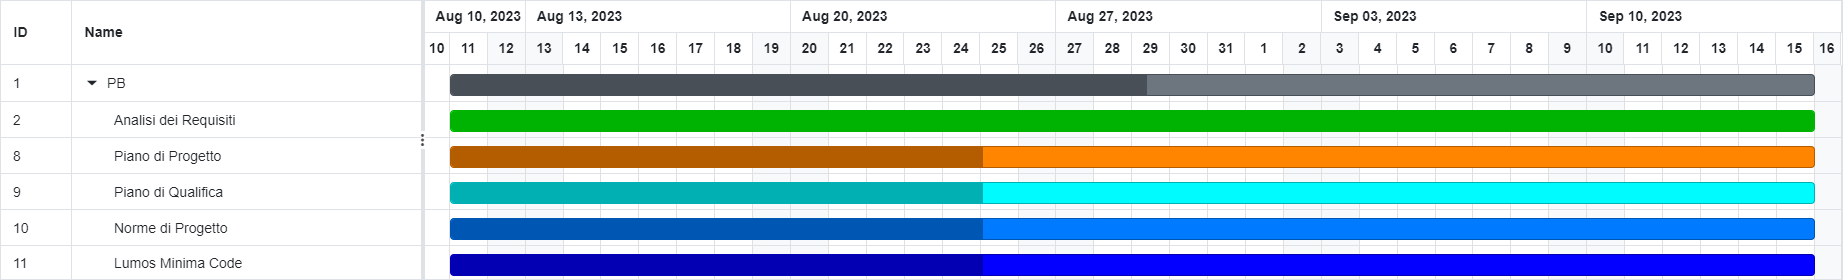 ID Name Aug 10, 2023 Aug 13, 2023 Aug 20, 2023 Aug 27, 2023 Sep 03, 2023 Sep 10, 2023
10 11 12 13 14 15 16 17 18 19 20 21 22 23 24 25 26 27 28 29 30 31 1 2 3 4 5 6 7 8 9 10 11 12 13 14 15 16
1 PB
2 Analisi dei Requisiti
8 Piano di Progetto
9 Piano di Qualifica
10 Norme di Progetto
11 Lumos Minima Code